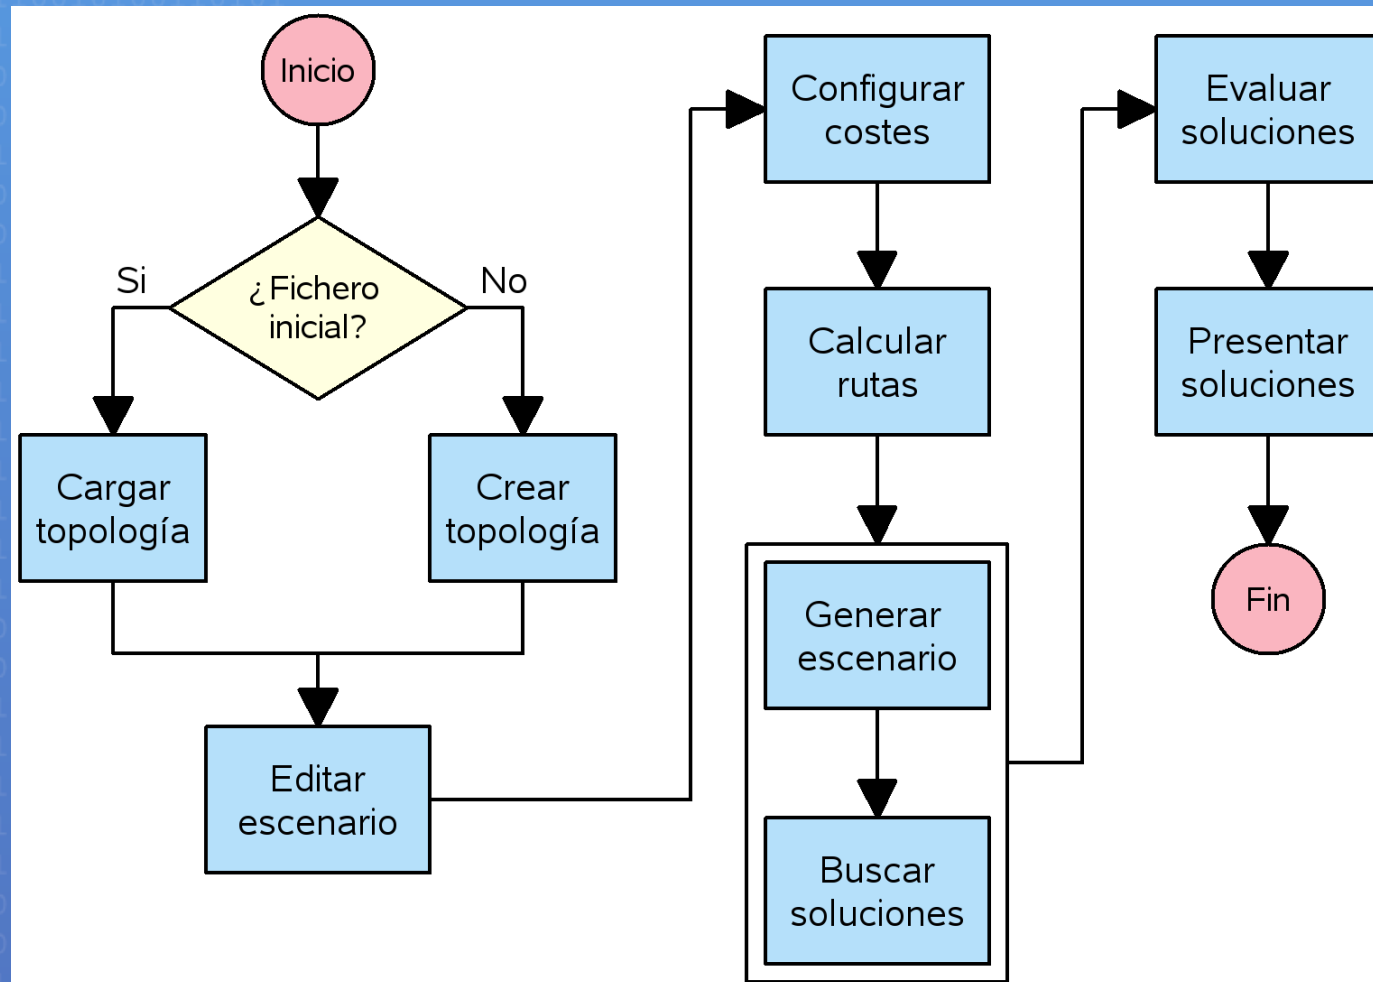 Inicio
¿Fichero
inicial?
Si
No
Cargar
topología
Crear
topología
Editar
escenario
Configurar
costes
Calcular
rutas
Generar
escenario
Buscar
soluciones
Evaluar
soluciones
Presentar
soluciones
Fin